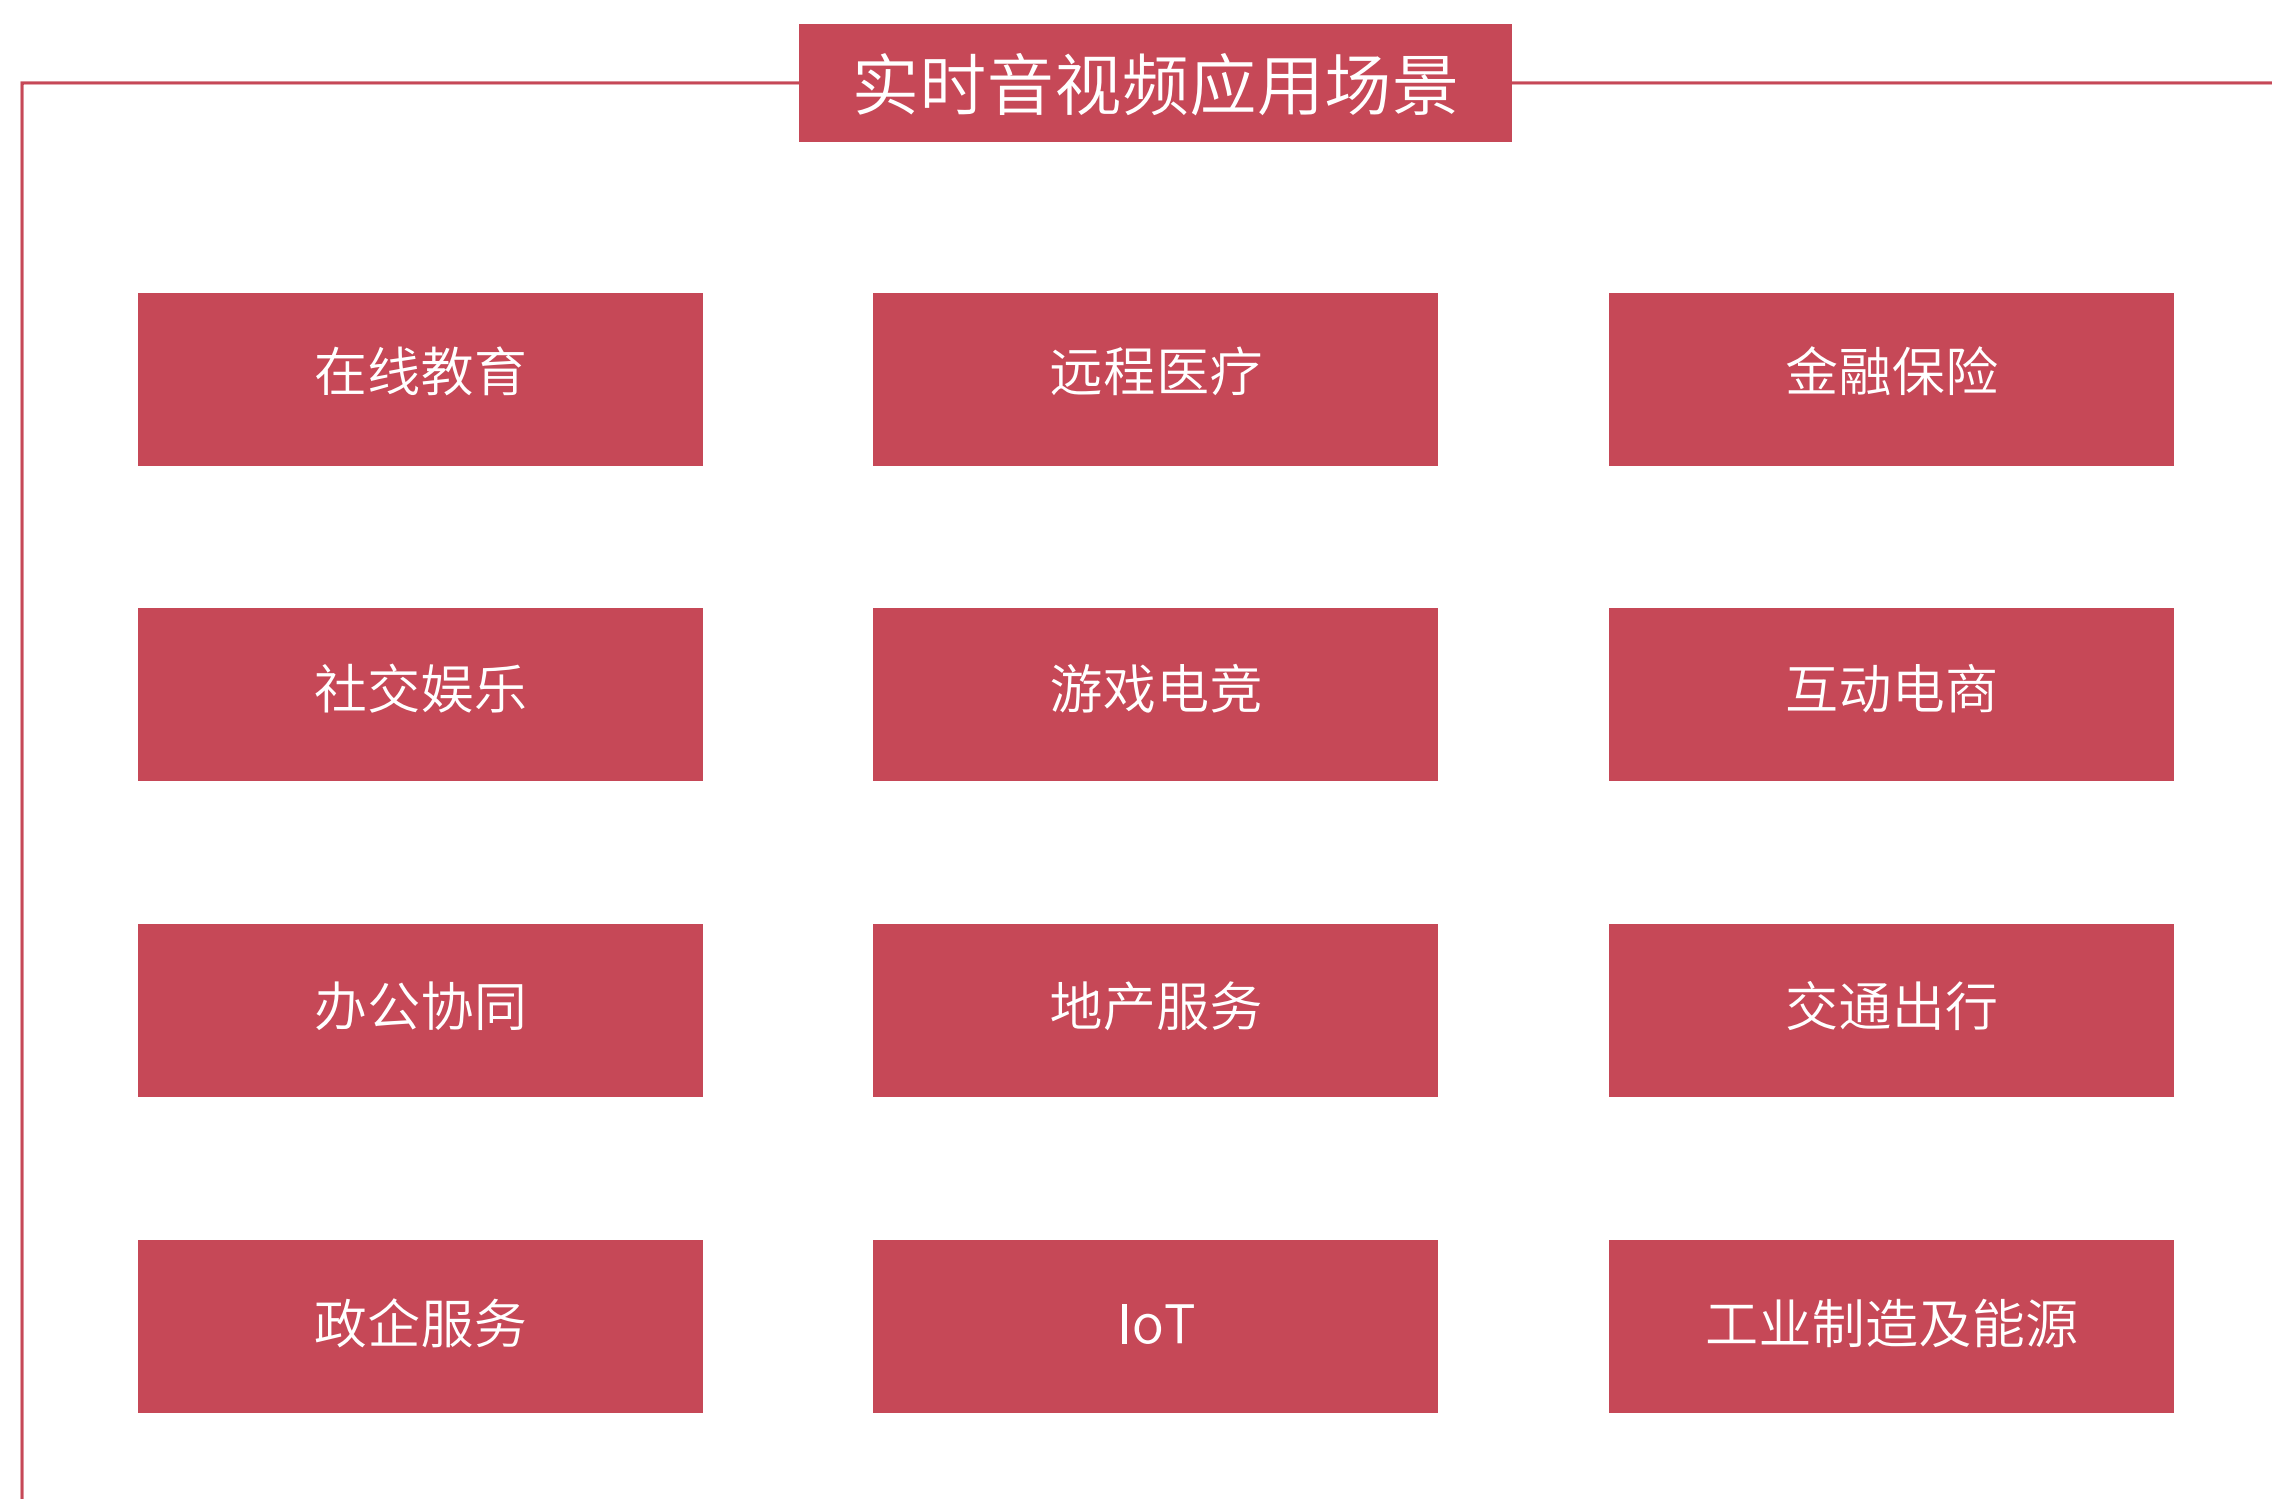 实时音视频应用场景
在线教育
远程医疗
金融保险
社交娱乐
游戏电竞
互动电商
办公协同
地产服务
交通出行
政企服务
IoT
工业制造及能源